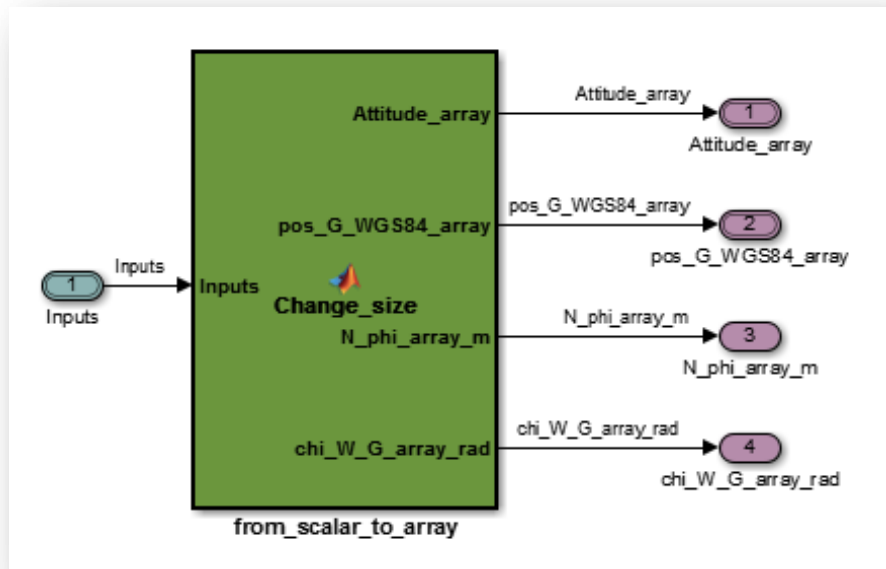 Attitude_array
Attitude_array
1
Attitude_array
pos_G_WGS84_array
pos_G_WGS84_array
2
pos_G_WGS84_array
Inputs
1
Inputs
Inputs
Change_size
N_phi_array_m
N_phi_array_m
3
N_phi_array_m
chi_W_G_array_rad
chi_W_G_array_rad
4
chi_W_G_array_rad
from_scalar_to_array